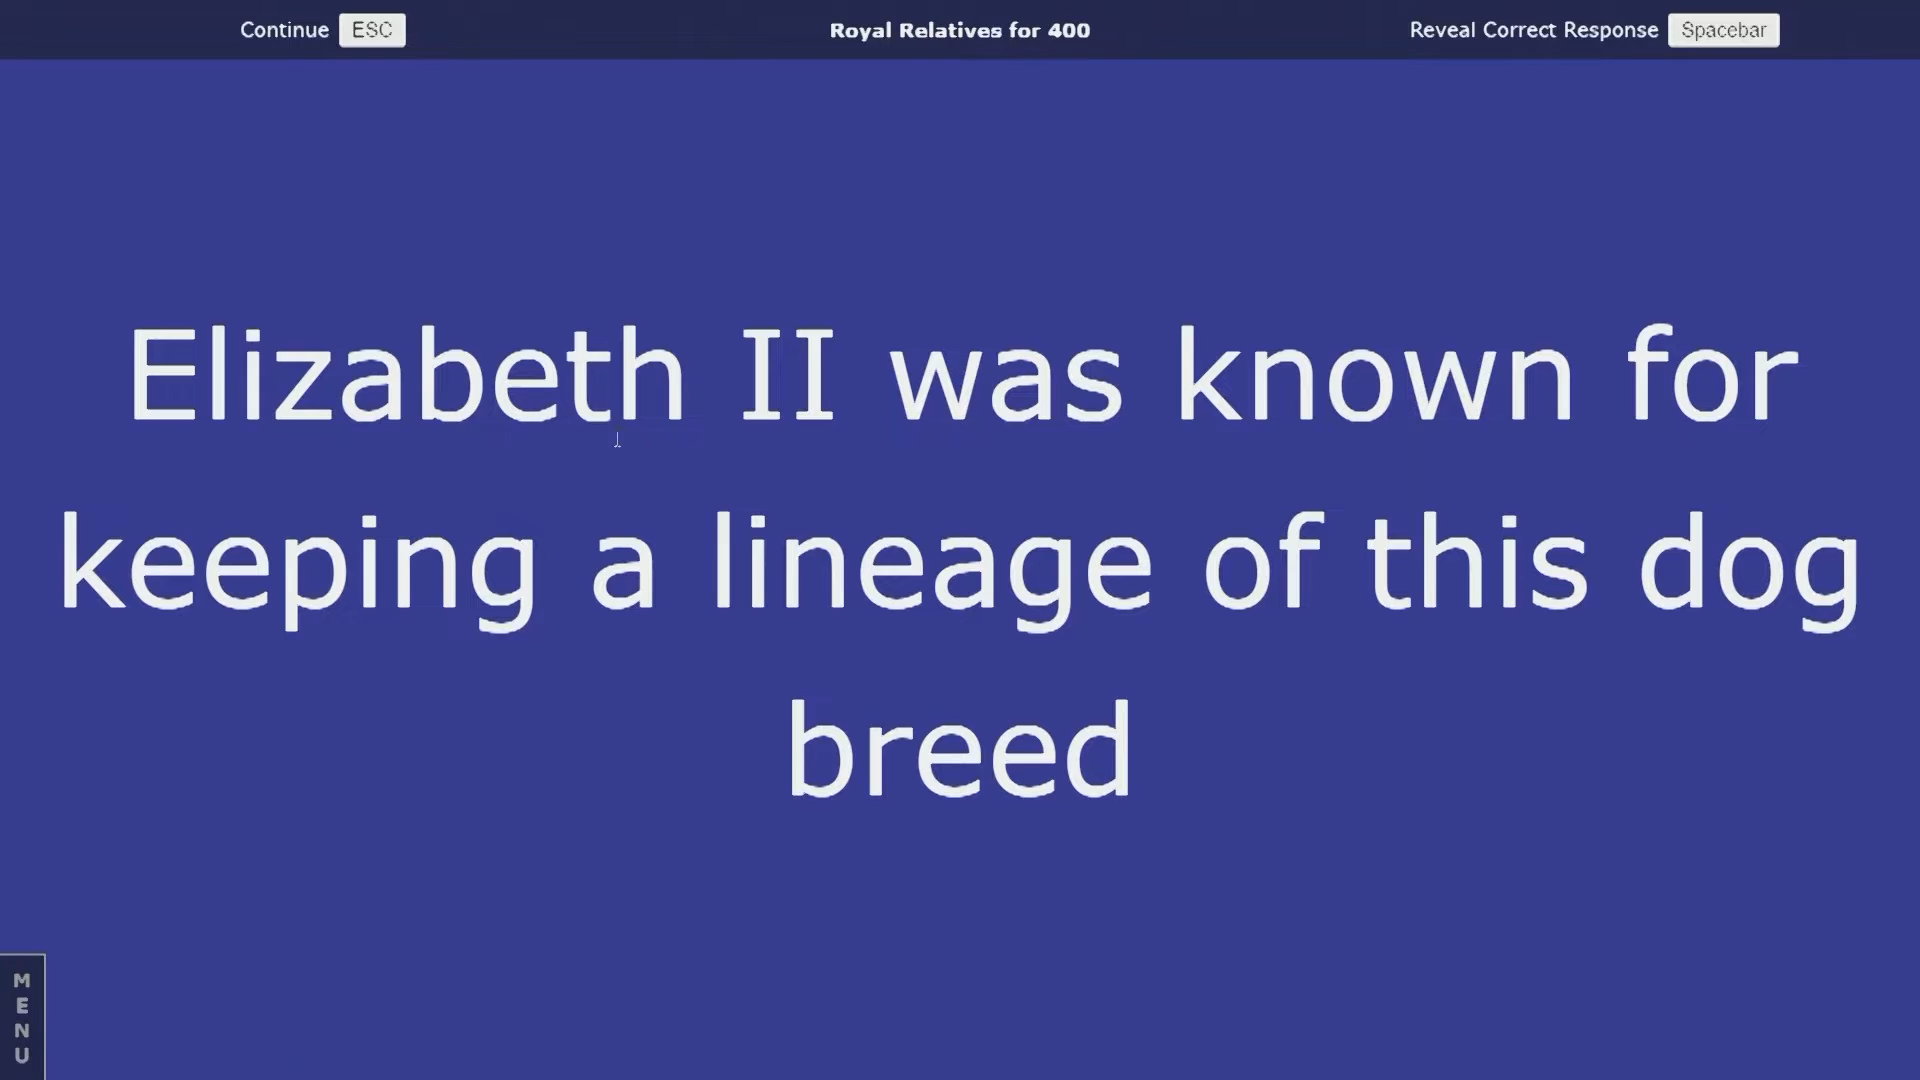 Continue ESC Royal Relatives for 400 Reveal Correct Response Spacebar
Elizabeth II was known for
keeping a lineage of this dog
breed
MENU